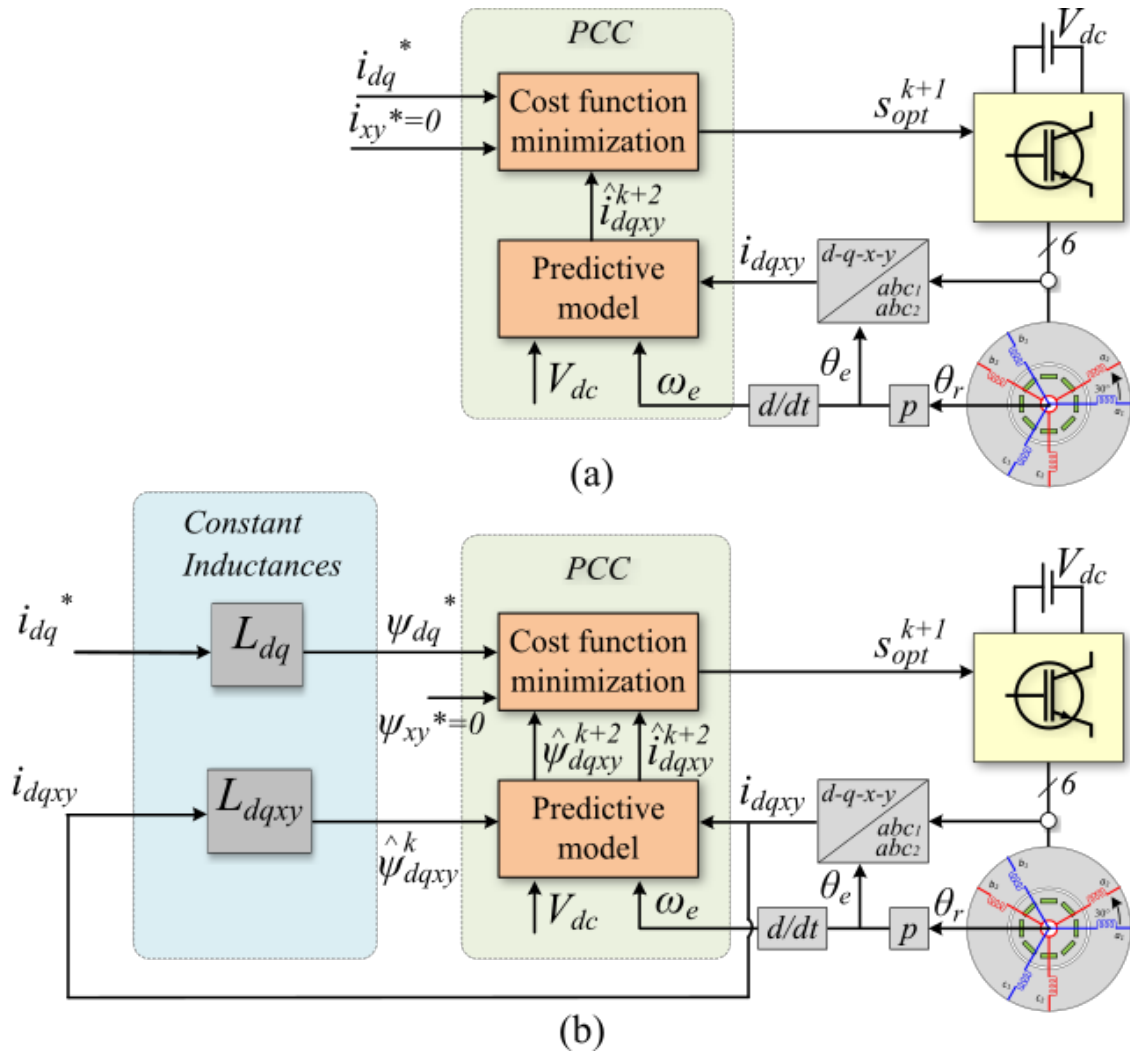 PCC
V_dc
i_dq^*
i_xy*=0
Cost function
minimization
s_opt^k+1
î_dqxy^k+2
6
Predictive
model
i_dqxy
d-q-x-y
abc₁
abc₂
V_dc
ω_e
θ_e
d/dt
p
θ_r
30°
(a)
Constant
Inductances
PCC
V_dc
i_dq^*
L_dq
ψ_dq^*
Cost function
minimization
s_opt^k+1
ψ_xy*=0
ψ̂_dqxy^k+2
î_dqxy^k+2
6
i_dqxy
L_dqxy
ψ̂_dqxy^k
Predictive
model
i_dqxy
d-q-x-y
abc₁
abc₂
V_dc
ω_e
θ_e
d/dt
p
θ_r
30°
(b)